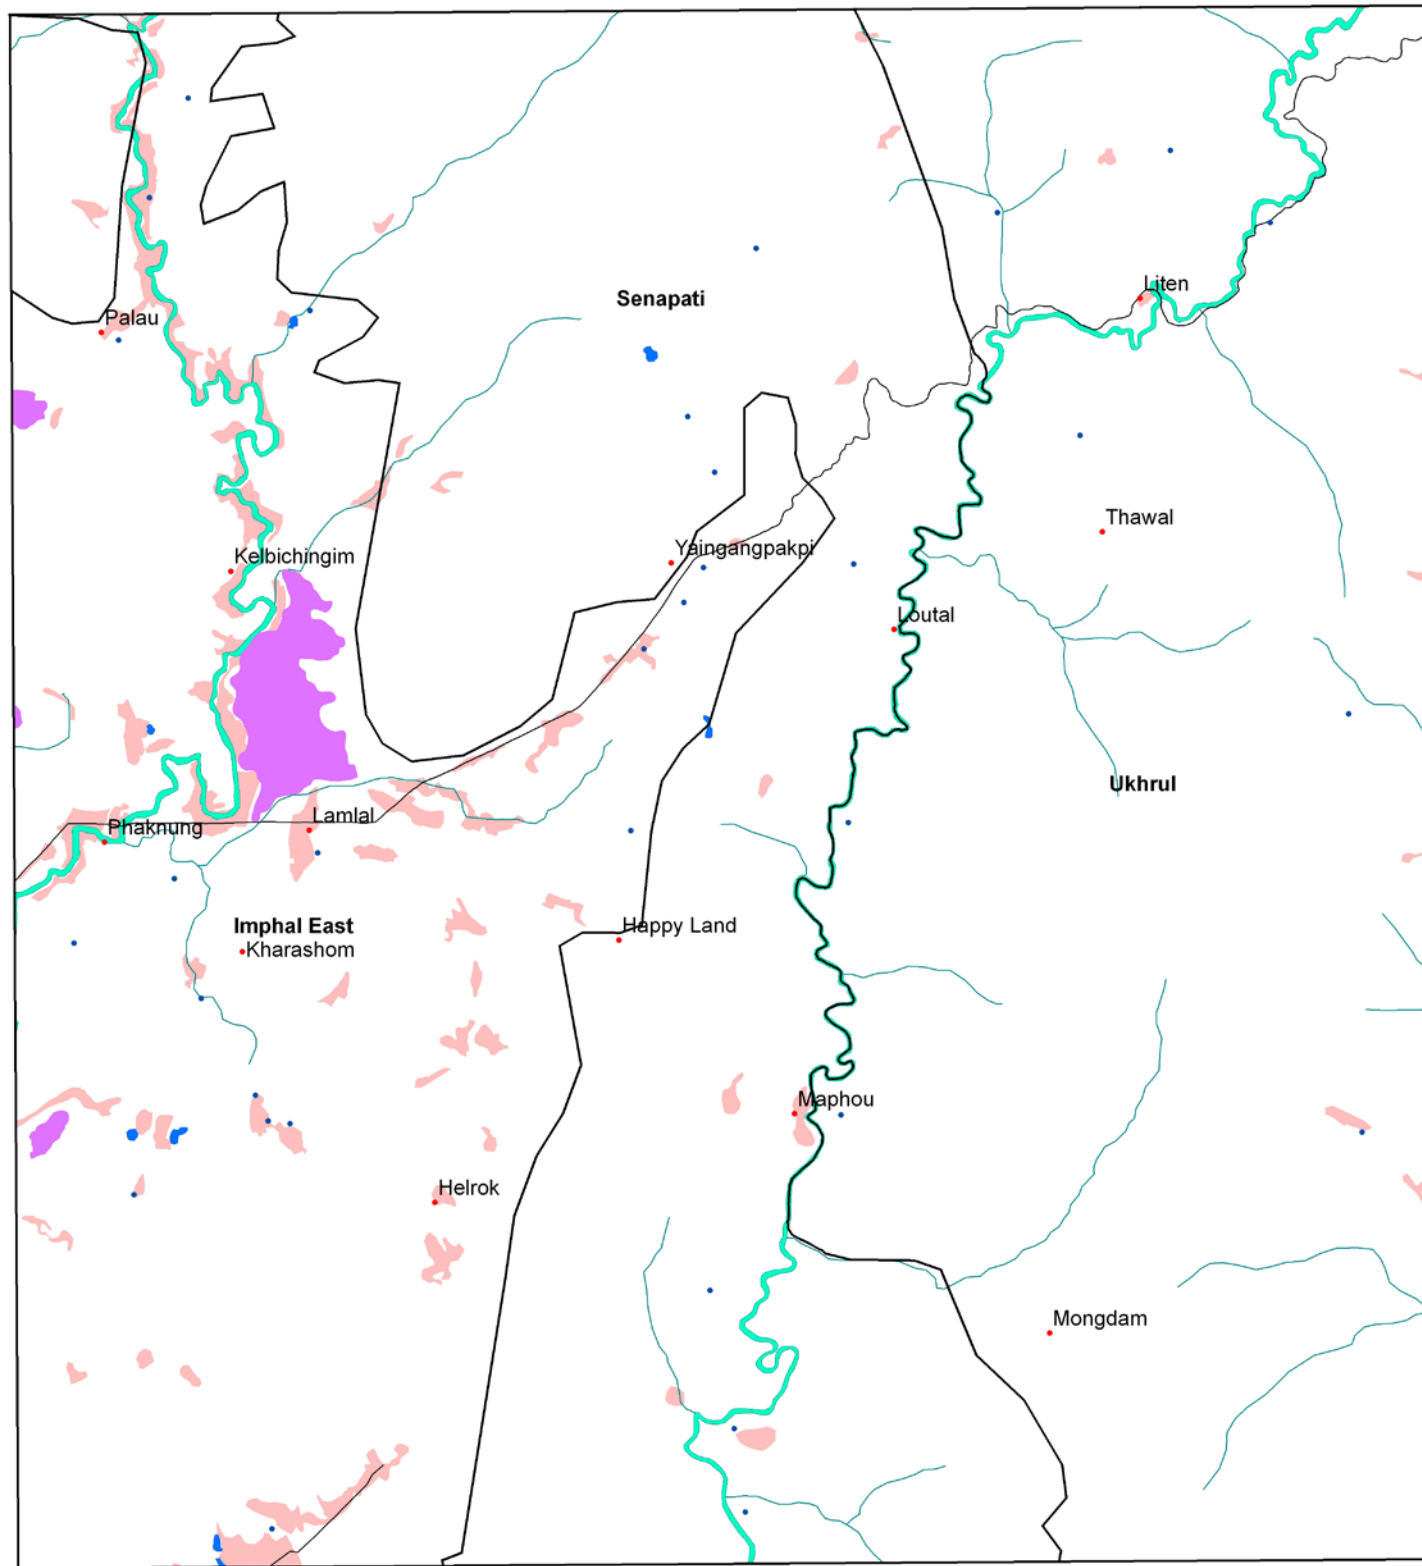 Liten
Senapati
Palau
Thawal
Yaingangpakpi
Kelbichingim
Loutal
Ukhrul
Lamlal
Phaknung
Imphal East
Happy Land
Kharashom
Maphou
Helrok
Mongdam